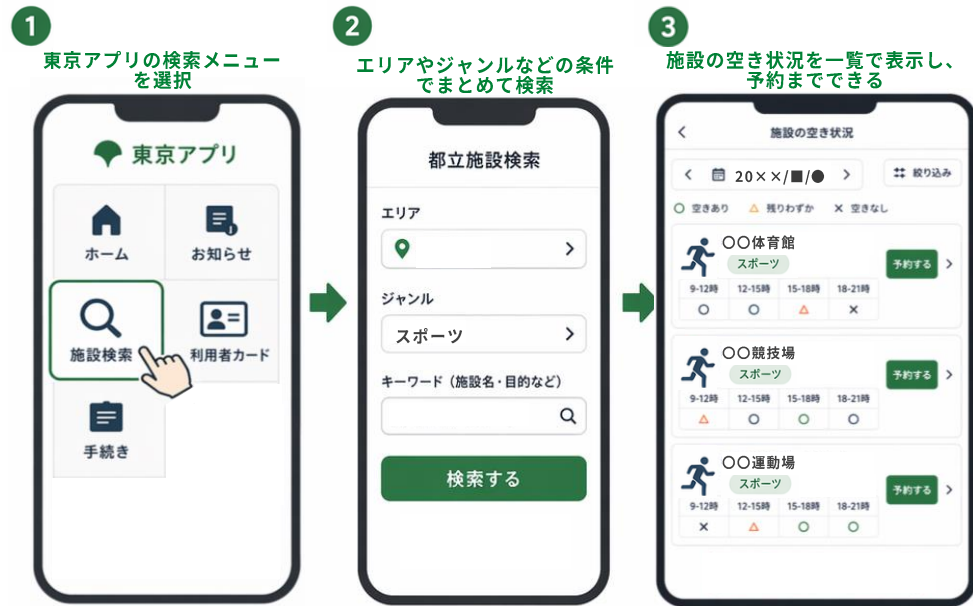 1
東京アプリの検索メニュー
を選択
東京アプリ
ホーム
お知らせ
施設検索
利用者カード
手続き
2
エリアやジャンルなどの条件
でまとめて検索
都立施設検索
エリア
ジャンル
スポーツ
キーワード（施設名・目的など）
検索する
3
施設の空き状況を一覧で表示し、
予約までできる
施設の空き状況
20××/■/●
絞り込み
○ 空きあり △ 残りわずか × 空きなし
〇〇体育館
スポーツ
予約する
9-12時 12-15時 15-18時 18-21時
○ ○ △ ×
〇〇競技場
スポーツ
予約する
9-12時 12-15時 15-18時 18-21時
△ ○ ○ ○
〇〇運動場
スポーツ
予約する
9-12時 12-15時 15-18時 18-21時
× △ ○ ○